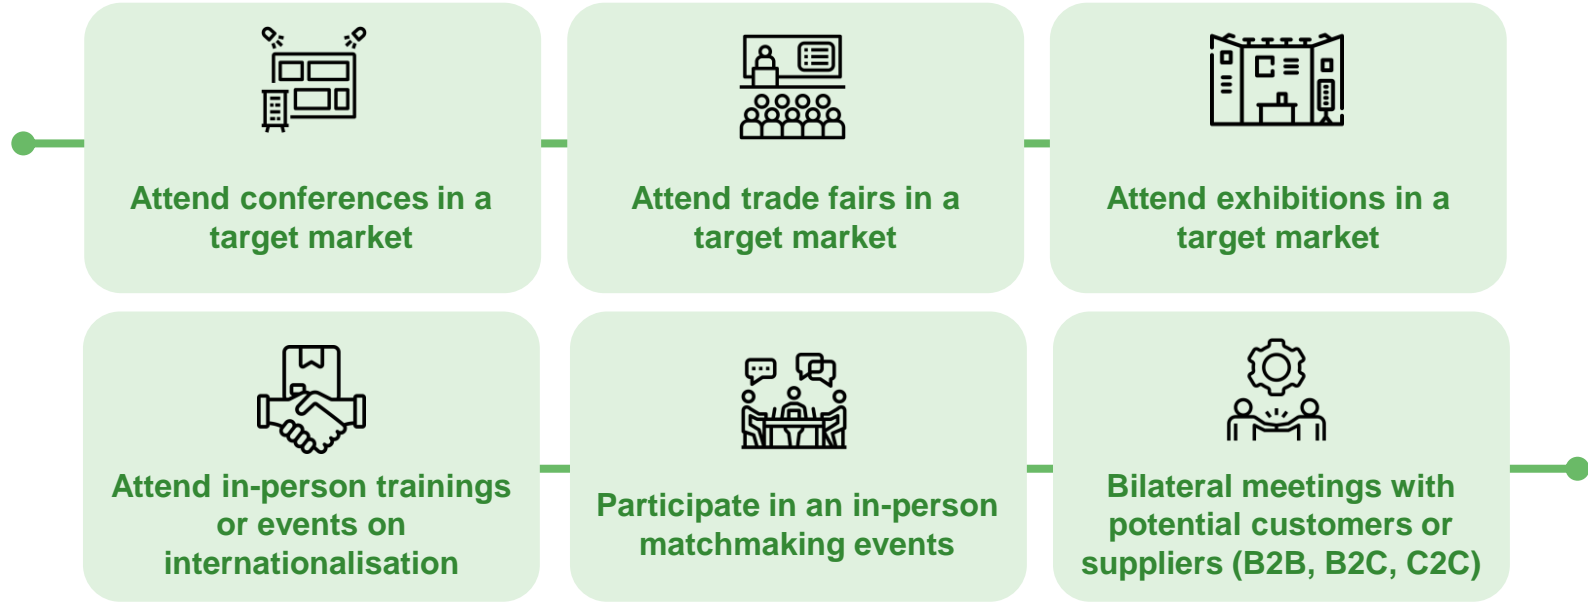 Attend conferences in a
target market
Attend trade fairs in a
target market
Attend exhibitions in a
target market
Attend in-person trainings
or events on
internationalisation
Participate in an in-person
matchmaking events
Bilateral meetings with
potential customers or
suppliers (B2B, B2C, C2C)